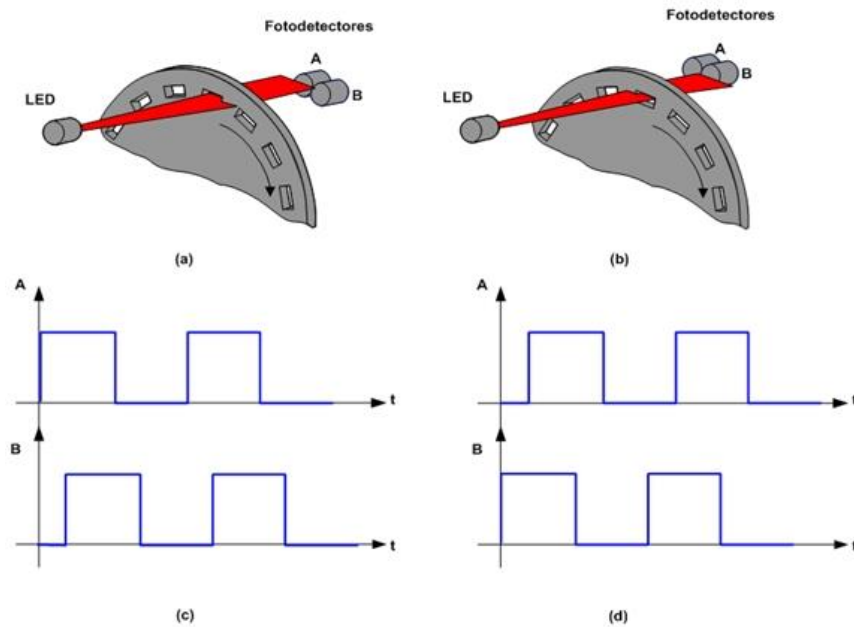 Fotodetectores
A
B
LED
(a)
Fotodetectores
A
B
LED
(b)
A
t
B
t
(c)
A
t
B
t
(d)